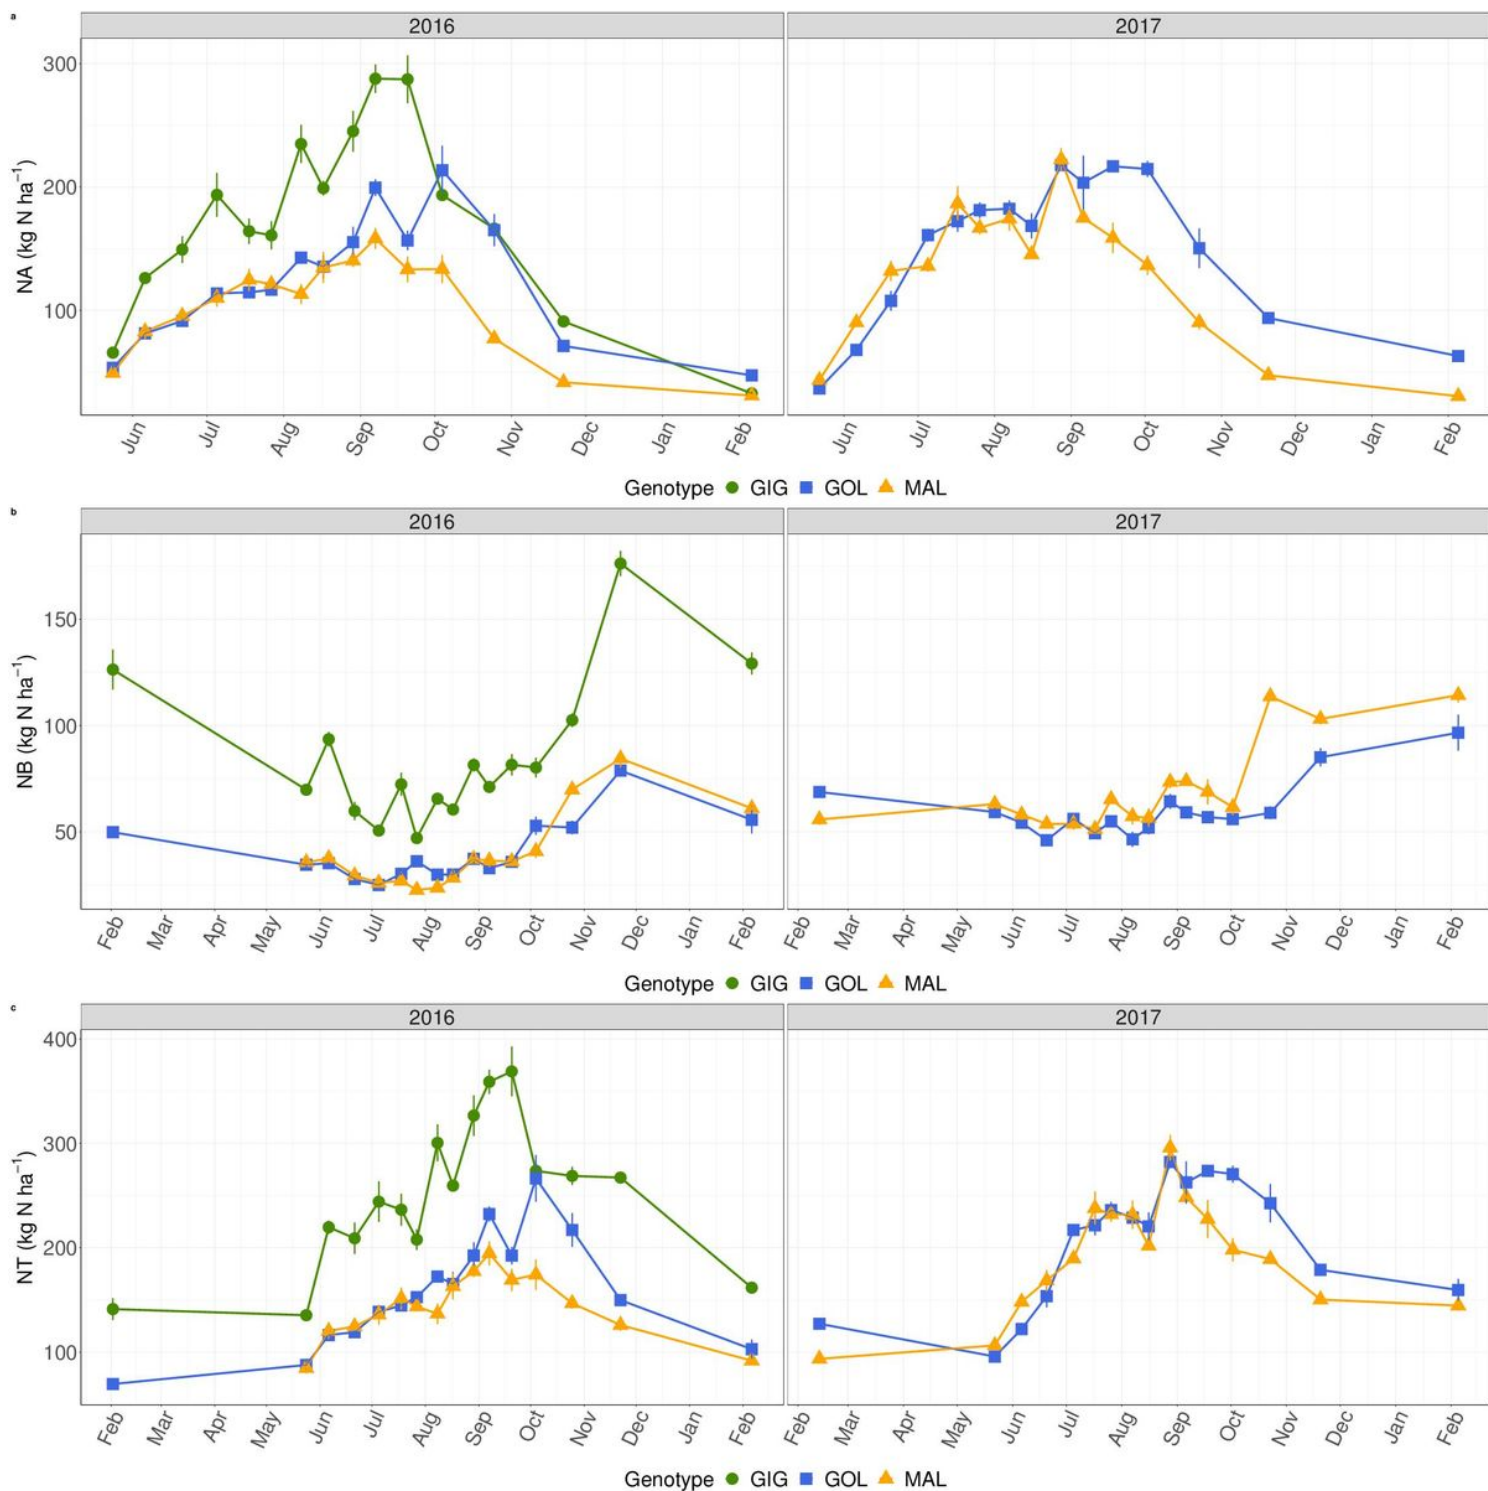 a
2016 2017
NA (kg N ha⁻¹)
300
200
100
Jun Jul Aug Sep Oct Nov Dec Jan Feb Jun Jul Aug Sep Oct Nov Dec Jan Feb
Genotype GIG GOL MAL
b
2016 2017
NB (kg N ha⁻¹)
150
100
50
Feb Mar Apr May Jun Jul Aug Sep Oct Nov Dec Jan Feb Feb Mar Apr May Jun Jul Aug Sep Oct Nov Dec Jan Feb
Genotype GIG GOL MAL
c
2016 2017
NT (kg N ha⁻¹)
400
300
200
100
Feb Mar Apr May Jun Jul Aug Sep Oct Nov Dec Jan Feb Feb Mar Apr May Jun Jul Aug Sep Oct Nov Dec Jan Feb
Genotype GIG GOL MAL